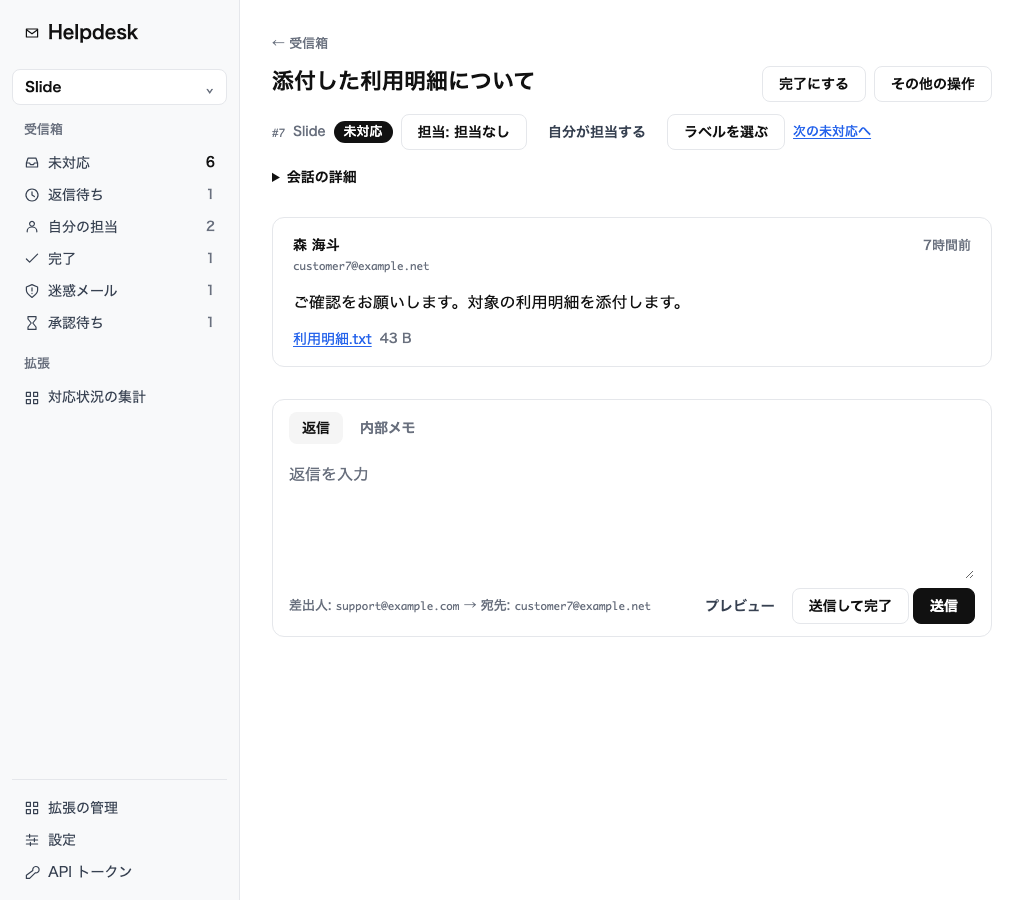 Helpdesk
Slide
受信箱
未対応 6
返信待ち 1
自分の担当 2
完了 1
迷惑メール 1
承認待ち 1
拡張
対応状況の集計
拡張の管理
設定
API トークン
← 受信箱
添付した利用明細について
完了にする
その他の操作
#7 Slide 未対応 担当: 担当なし 自分が担当する ラベルを選ぶ 次の未対応へ
▶ 会話の詳細
森 海斗 7時間前
customer7@example.net
ご確認をお願いします。対象の利用明細を添付します。
利用明細.txt 43 B
返信 内部メモ
返信を入力
差出人: support@example.com → 宛先: customer7@example.net
プレビュー 送信して完了 送信